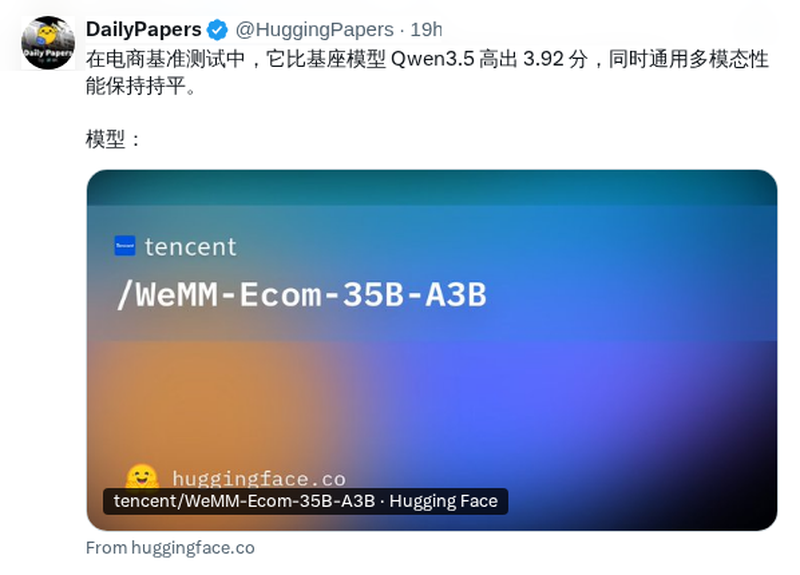 DailyPapers @HuggingPapers · 19h
在电商基准测试中，它比基座模型 Qwen3.5 高出 3.92 分，同时通用多模态性
能保持持平。
模型：
tencent
/WeMM-Ecom-35B-A3B
huggingface.co
tencent/WeMM-Ecom-35B-A3B · Hugging Face
From huggingface.co